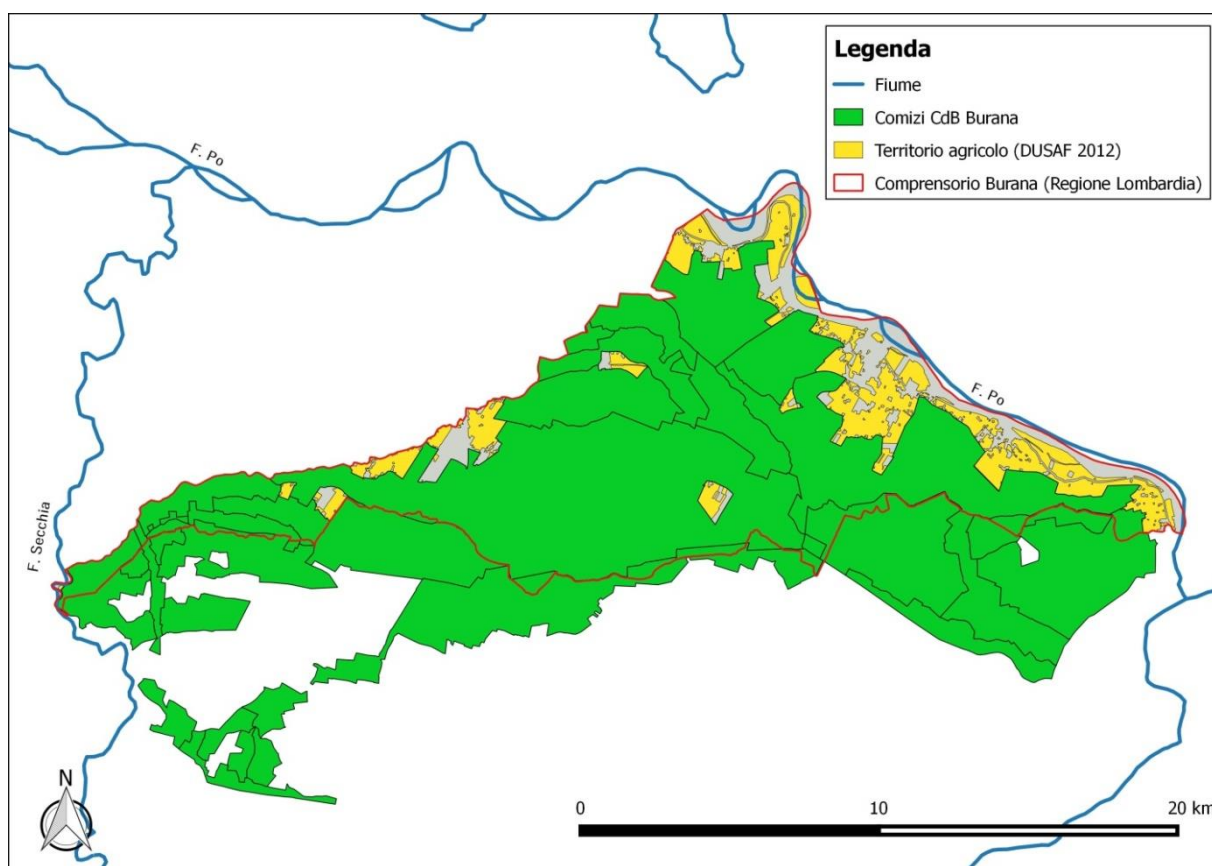 Legenda
Fiume
Comizi CdB Burana
Territorio agricolo (DUSAF 2012)
Comprensorio Burana (Regione Lombardia)
F. Po
F. Po
F. Secchia
N
0 10 20 km